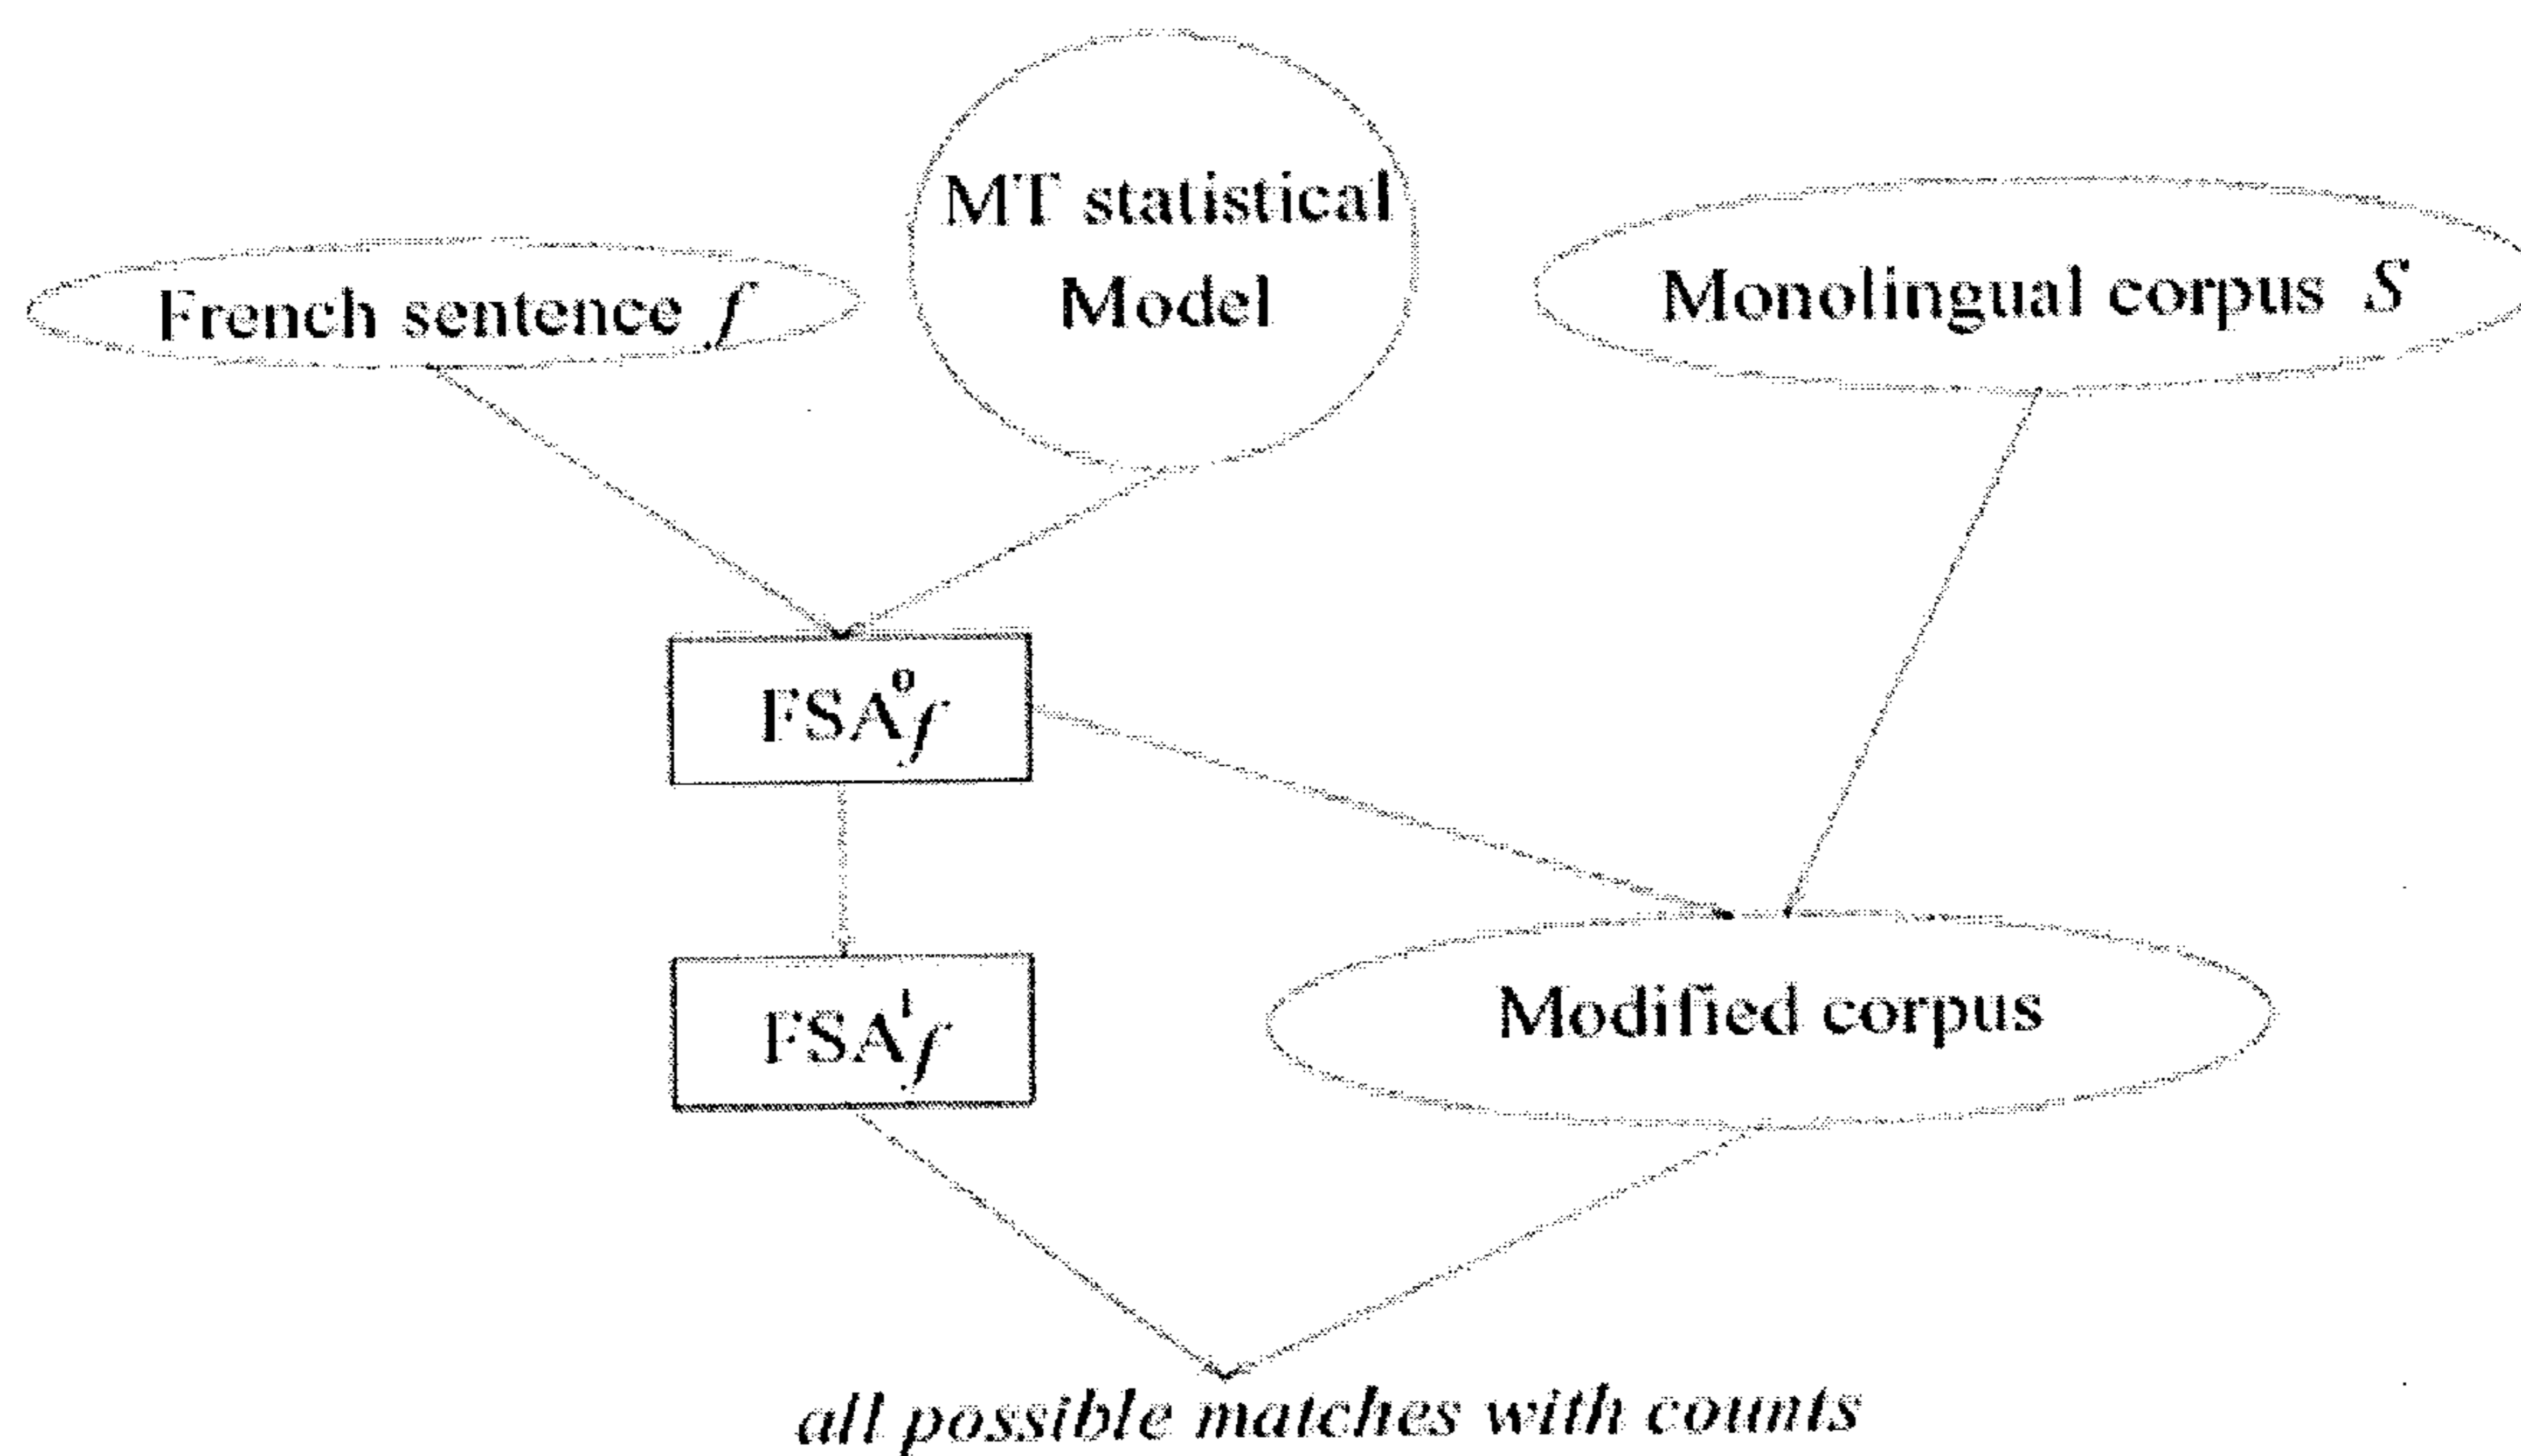 MT statistical
Model
French sentence f
Monolingual corpus S
FSA⁰f
FSA¹f
Modified corpus
all possible matches with counts